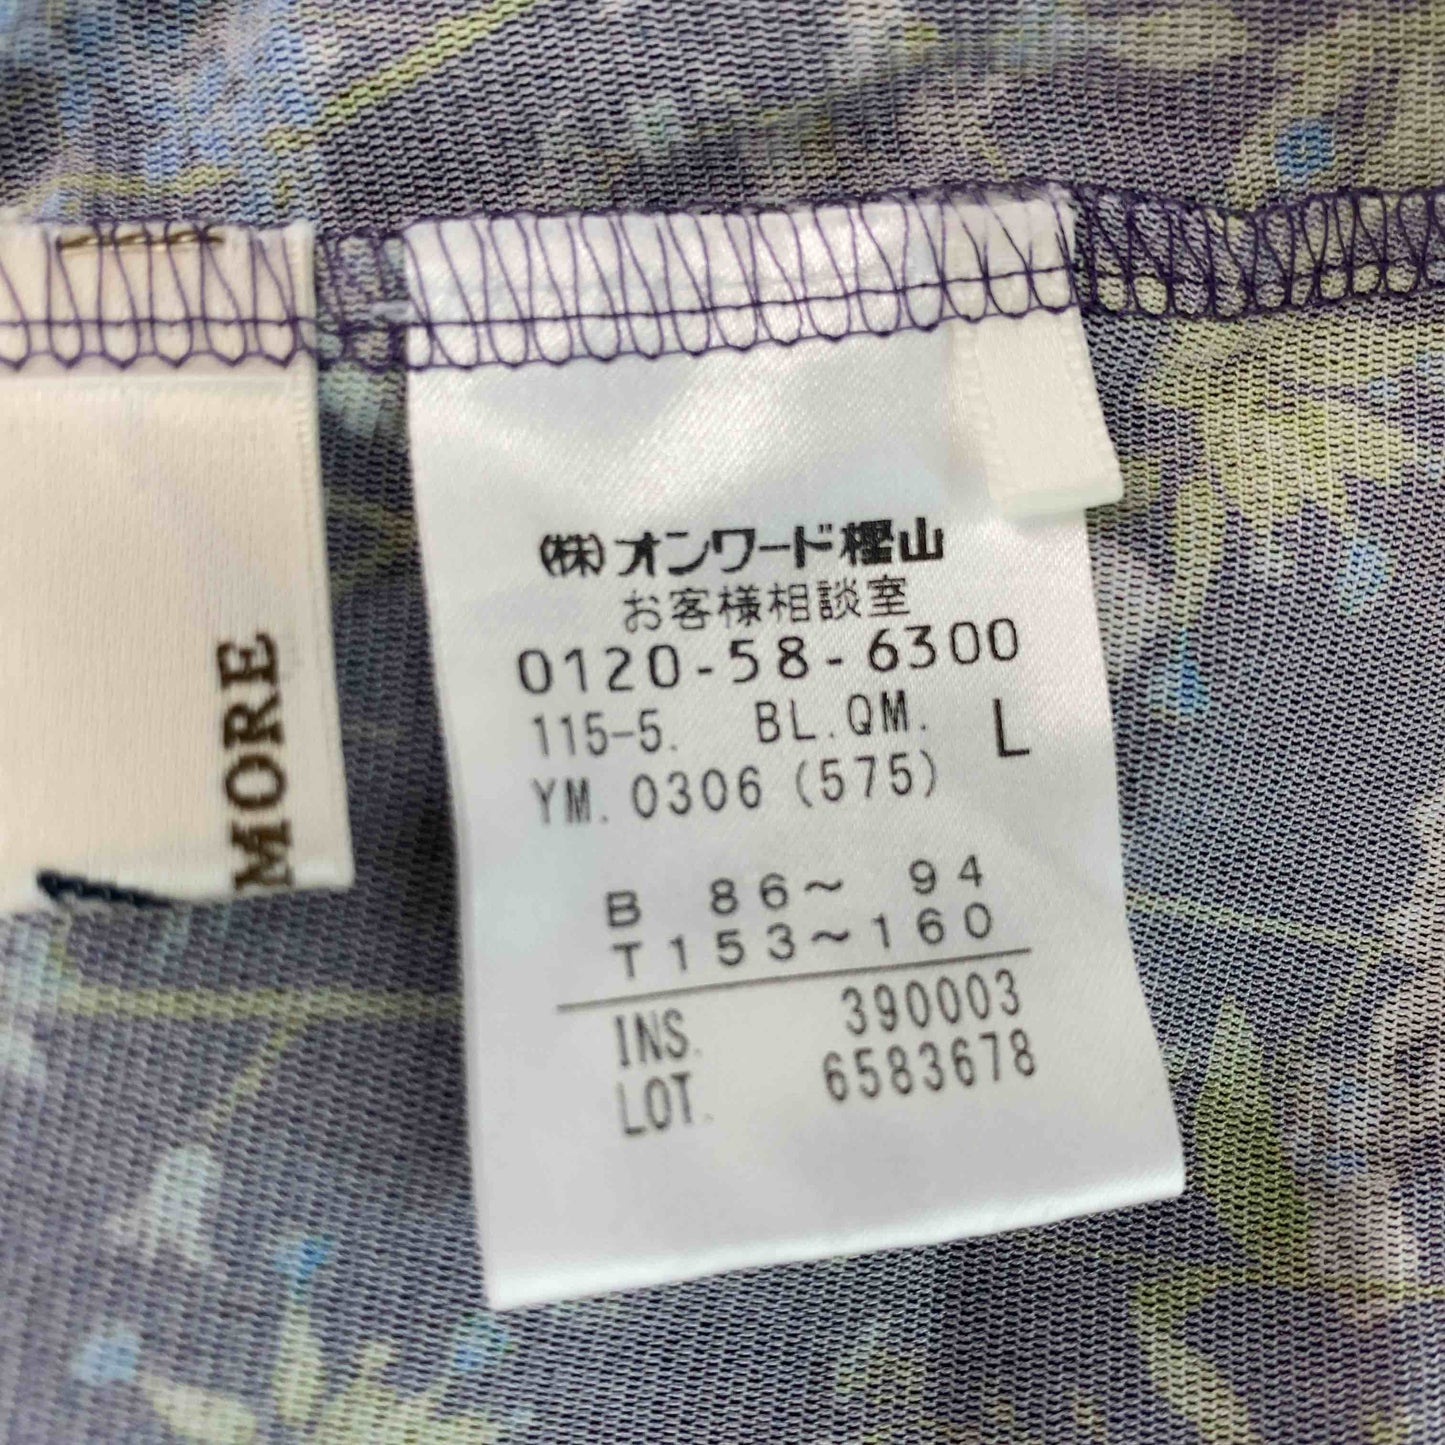 MORE
(株)オンワード樫山
お客様相談室
0120-58-6300
115-5. BL.QM. L
YM.0306(575)
B 86～ 94
T153～160
INS. 390003
LOT. 6583678